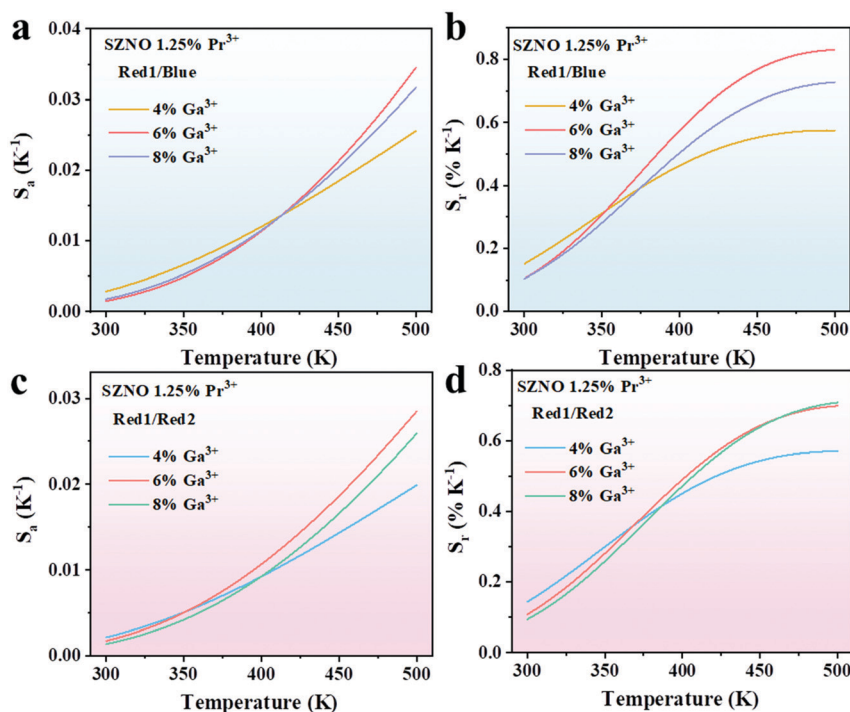 a
SZNO 1.25% Pr³⁺
Red1/Blue
4% Ga³⁺
6% Ga³⁺
8% Ga³⁺
Sₐ (K⁻¹)
0.04
0.03
0.02
0.01
0.00
300 350 400 450 500
Temperature (K)
b
SZNO 1.25% Pr³⁺
Red1/Blue
4% Ga³⁺
6% Ga³⁺
8% Ga³⁺
Sᵣ (% K⁻¹)
0.8
0.6
0.4
0.2
0.0
300 350 400 450 500
Temperature (K)
c
SZNO 1.25% Pr³⁺
Red1/Red2
4% Ga³⁺
6% Ga³⁺
8% Ga³⁺
Sₐ (K⁻¹)
0.03
0.02
0.01
0.00
300 350 400 450 500
Temperature (K)
d
SZNO 1.25% Pr³⁺
Red1/Red2
4% Ga³⁺
6% Ga³⁺
8% Ga³⁺
Sᵣ (% K⁻¹)
0.8
0.6
0.4
0.2
0.0
300 350 400 450 500
Temperature (K)